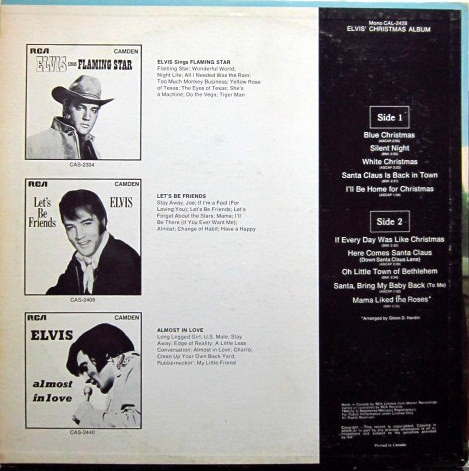 Mono CAL-2428
ELVIS' CHRISTMAS ALBUM
RCA CAMDEN
ELVIS SINGS FLAMING STAR
CAS-2304
ELVIS Sings FLAMING STAR
Flaming Star; Wonderful World;
Night Life; All I Needed Was the Rain;
Too Much Monkey Business; Yellow Rose
of Texas; The Eyes of Texas; She's
a Machine; Do the Vega; Tiger Man
RCA CAMDEN
Let's
Be
Friends
ELVIS
CAS-2408
LET'S BE FRIENDS
Stay Away, Joe; If I'm a Fool (For
Loving You); Let's Be Friends; Let's
Forget About the Stars; Mama; I'll
Be There (If You Ever Want Me);
Almost; Change of Habit; Have a Happy
RCA CAMDEN
ELVIS
almost
in love
CAS-2440
ALMOST IN LOVE
Long Legged Girl; U.S. Male; Stay
Away; Edge of Reality; A Little Less
Conversation; Almost in Love; Charro;
Clean Up Your Own Back Yard;
Rubberneckin'; My Little Friend
Side 1
Blue Christmas
Silent Night
White Christmas
Santa Claus Is Back in Town
I'll Be Home for Christmas
Side 2
If Every Day Was Like Christmas
Here Comes Santa Claus
(Down Santa Claus Lane)
Oh Little Town of Bethlehem
Santa, Bring My Baby Back (To Me)
Mama Liked the Roses*
*Arranged by Glenn D. Hardin
Printed in Canada